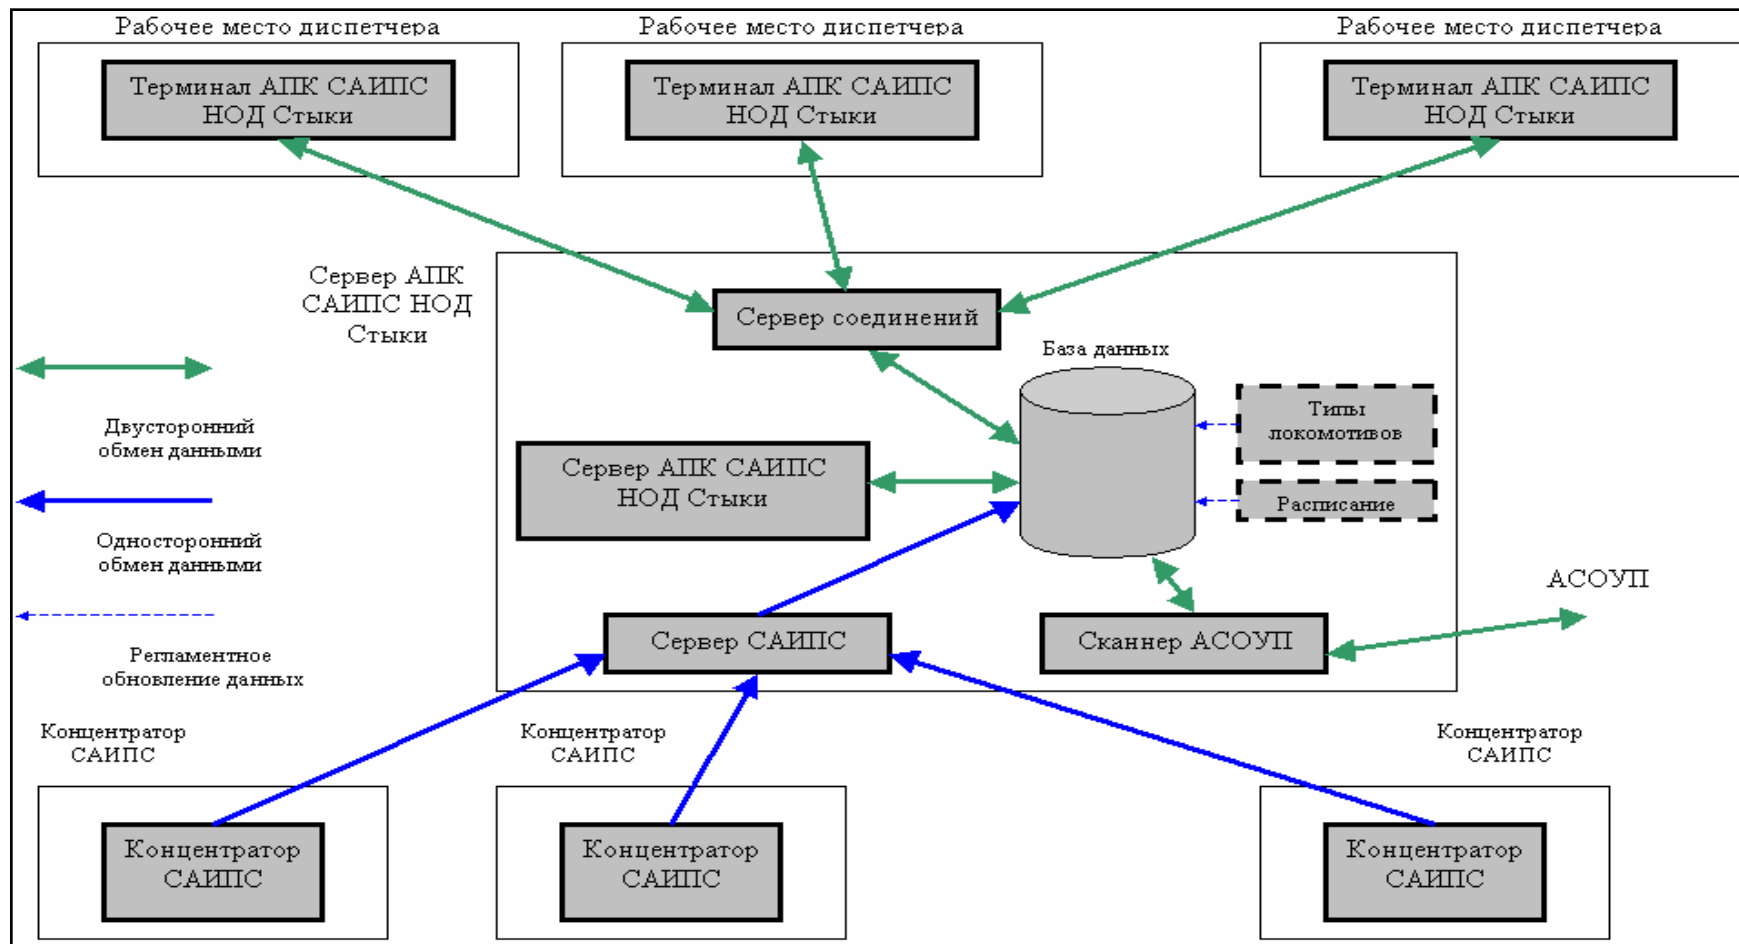 Рабочее место диспетчера
Рабочее место диспетчера
Рабочее место диспетчера
Терминал АПК САИПС
НОД Стыки
Терминал АПК САИПС
НОД Стыки
Терминал АПК САИПС
НОД Стыки
Сервер АПК
САИПС НОД
Стыки
Сервер соединений
База данных
Типы
локомотивов
Расписание
Сервер АПК САИПС
НОД Стыки
Двусторонний
обмен данными
Односторонний
обмен данными
Регламентное
обновление данных
АСОУП
Сервер САИПС
Сканнер АСОУП
Концентратор
САИПС
Концентратор
САИПС
Концентратор
САИПС
Концентратор
САИПС
Концентратор
САИПС
Концентратор
САИПС